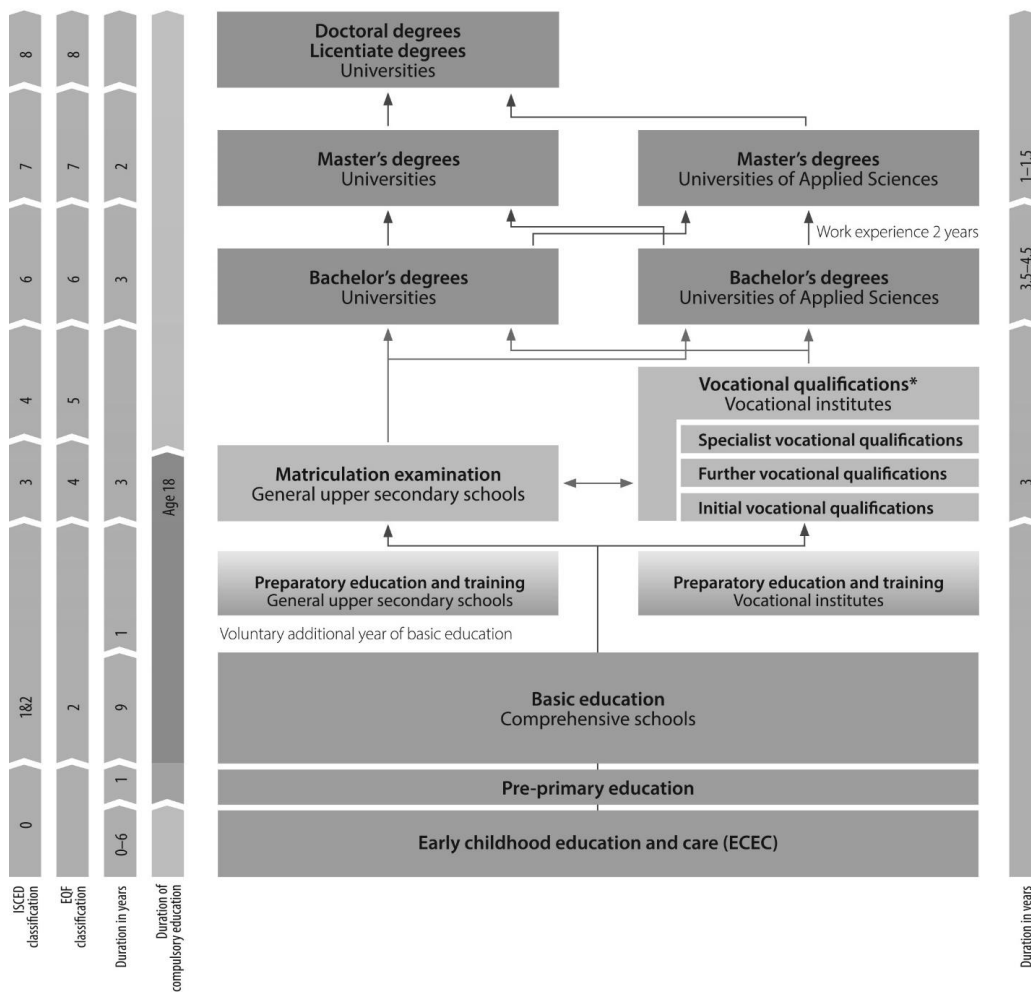 Doctoral degrees
Licentiate degrees
Universities
Master's degrees
Universities
Master's degrees
Universities of Applied Sciences
Work experience 2 years
Bachelor's degrees
Universities
Bachelor's degrees
Universities of Applied Sciences
Vocational qualifications*
Vocational institutes
Specialist vocational qualifications
Further vocational qualifications
Initial vocational qualifications
Matriculation examination
General upper secondary schools
Preparatory education and training
General upper secondary schools
Preparatory education and training
Vocational institutes
Voluntary additional year of basic education
Basic education
Comprehensive schools
Pre-primary education
Early childhood education and care (ECEC)
8
7
6
4
3
1&2
0
ISCED
classification
8
7
6
5
4
2
EQF
classification
2
3
3
1
9
1
0–6
Duration in years
Age 18
Duration of
compulsory education
1–1.5
3.5–4.5
3
Duration in years